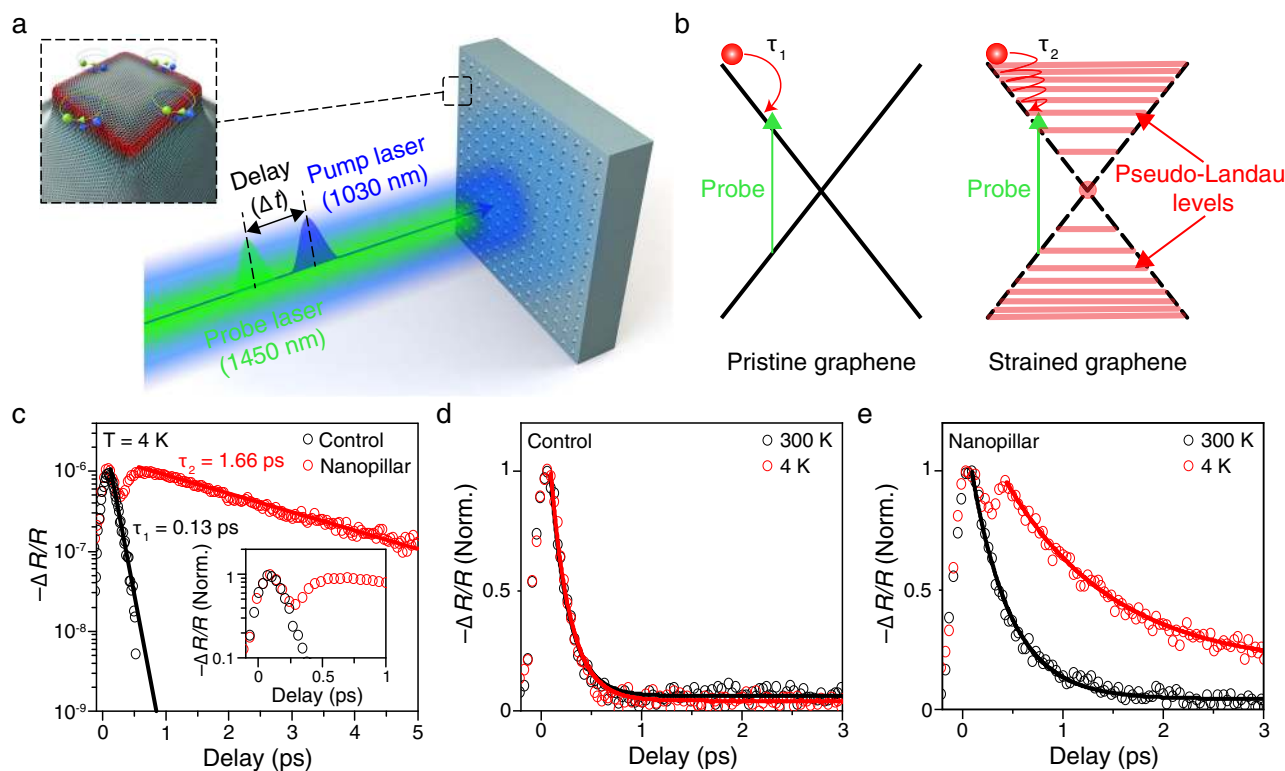 a
Delay
(Δ t)
Pump laser
(1030 nm)
Probe laser
(1450 nm)
b
τ1
τ2
Probe
Probe
Pseudo-Landau
levels
Pristine graphene
Strained graphene
c
T = 4 K
Control
Nanopillar
τ2 = 1.66 ps
τ1 = 0.13 ps
−ΔR/R
10-6
10-7
10-8
10-9
0 1 2 3 4 5
Delay (ps)
−ΔR/R (Norm.)
1
0.1
0 0.5 1
Delay (ps)
d
Control
300 K
4 K
−ΔR/R (Norm.)
1
0.5
0
0 1 2 3
Delay (ps)
e
Nanopillar
300 K
4 K
−ΔR/R (Norm.)
1
0.5
0
0 1 2 3
Delay (ps)